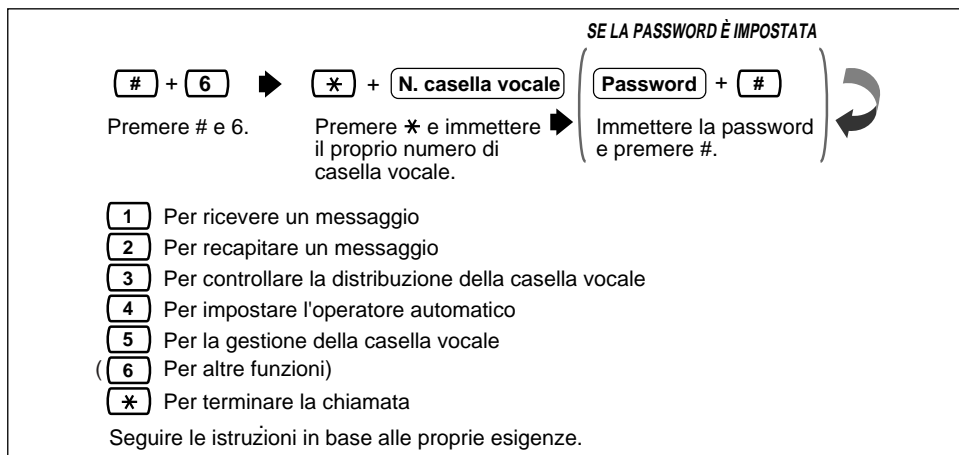 SE LA PASSWORD È IMPOSTATA
# + 6 * + N. casella vocale Password + #
Premere # e 6.
Premere * e immettere
il proprio numero di
casella vocale.
Immettere la password
e premere #.
1 Per ricevere un messaggio
2 Per recapitare un messaggio
3 Per controllare la distribuzione della casella vocale
4 Per impostare l'operatore automatico
5 Per la gestione della casella vocale
( 6 Per altre funzioni)
* Per terminare la chiamata
Seguire le istruzioni in base alle proprie esigenze.